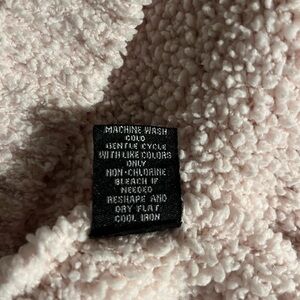 MACHINE WASH
COLD
GENTLE CYCLE
WITH LIKE COLORS
ONLY
NON-CHLORINE
BLEACH IF
NEEDED
RESHAPE AND
DRY FLAT
COOL IRON